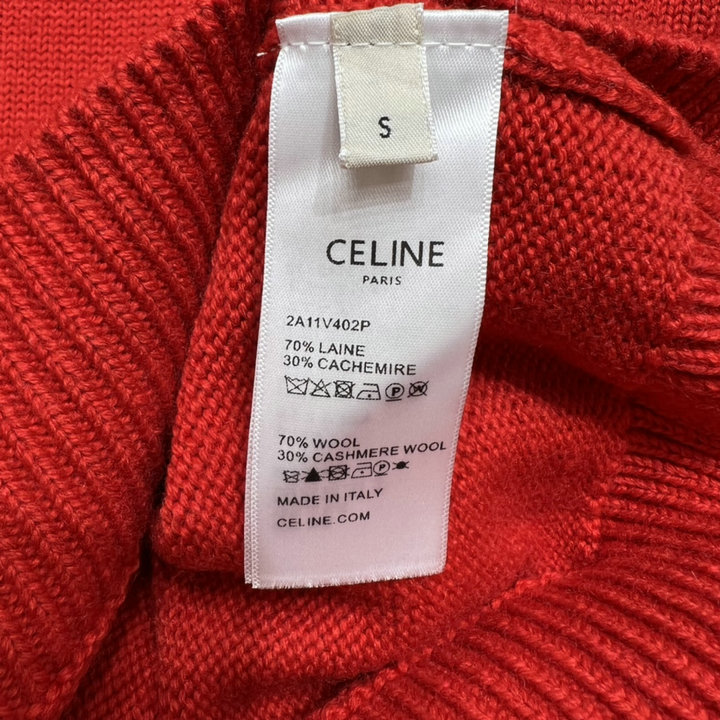 S
CELINE
PARIS
2A11V402P
70% LAINE
30% CACHEMIRE
P W
70% WOOL
30% CASHMERE WOOL
P
MADE IN ITALY
CELINE.COM